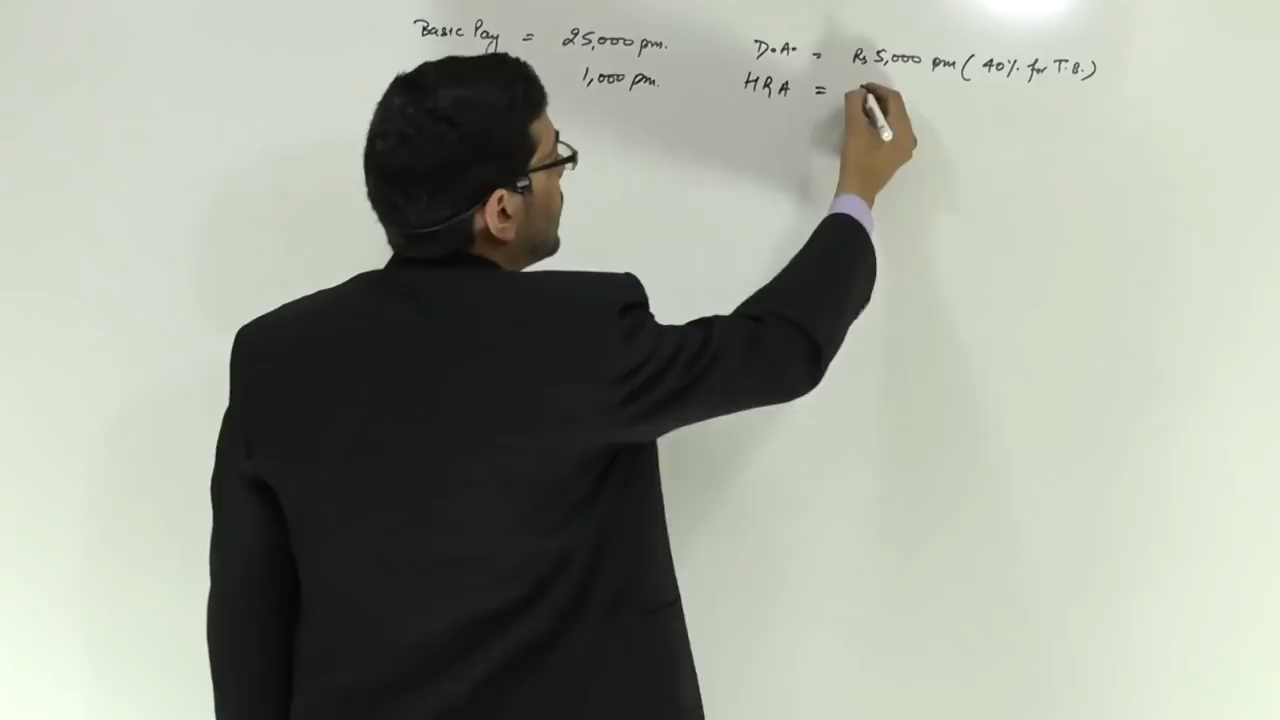 Basic Pay = 25,000 pm. D.A. = Rs 5,000 pm ( 40% for T.B.)
1,000 pm. HRA =